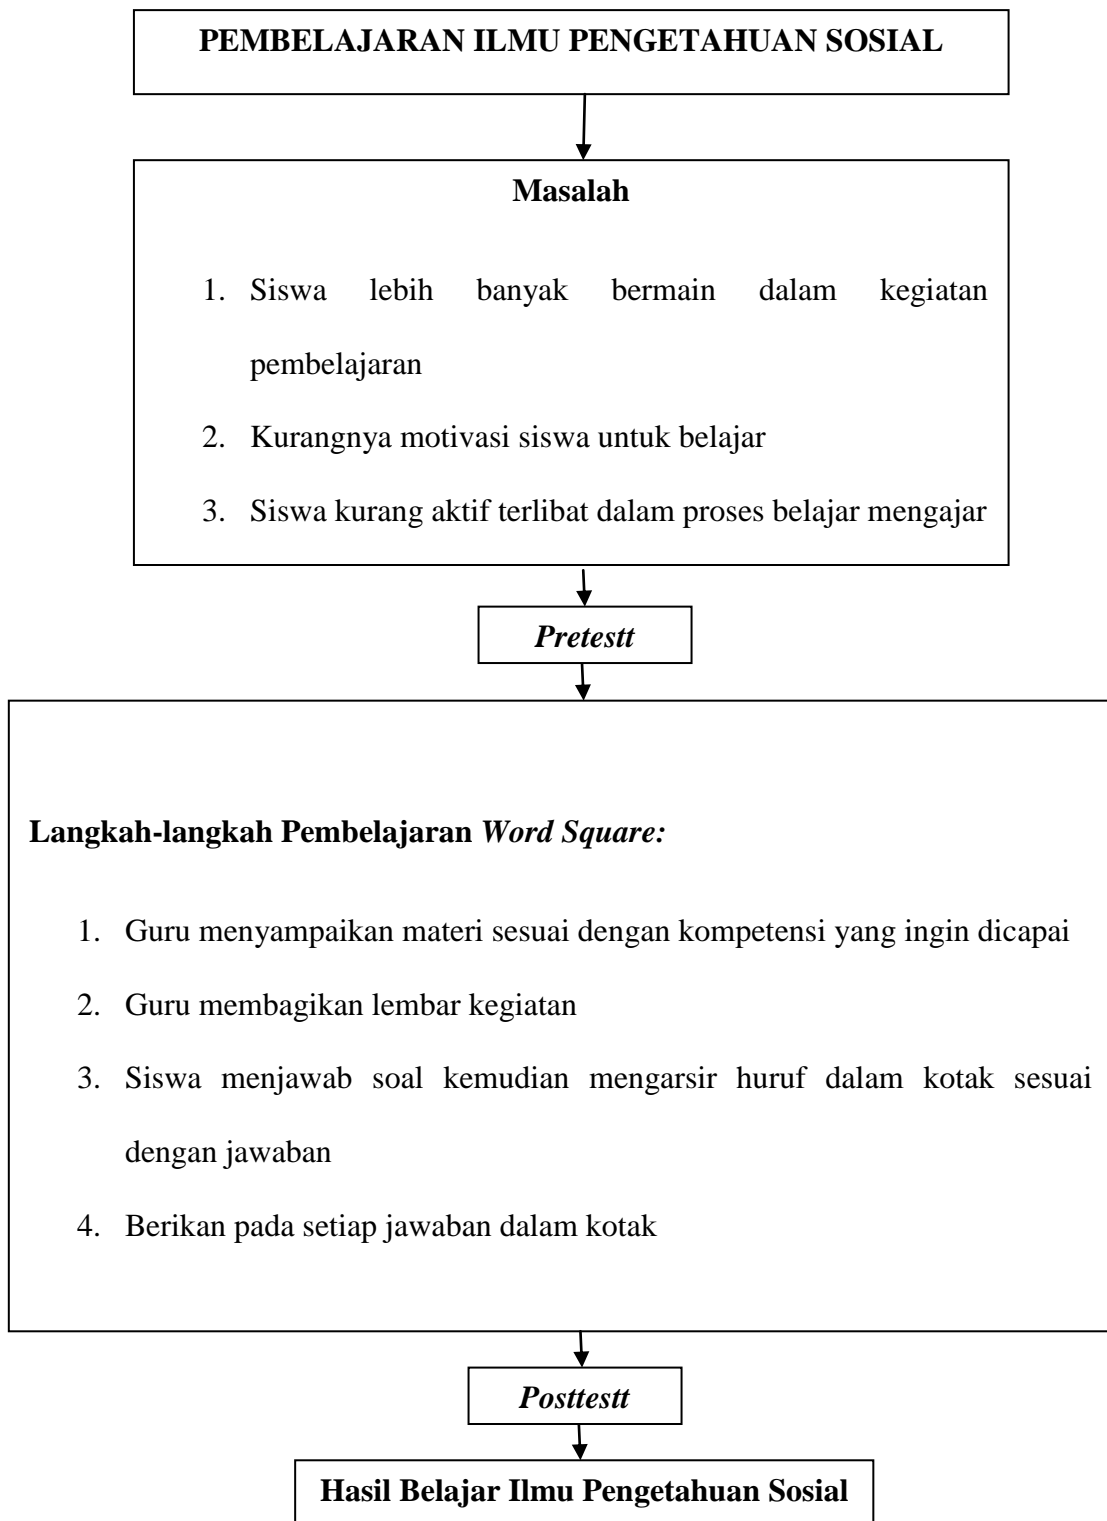 PEMBELAJARAN ILMU PENGETAHUAN SOSIAL
Masalah
1. Siswa lebih banyak bermain dalam kegiatan
pembelajaran
2. Kurangnya motivasi siswa untuk belajar
3. Siswa kurang aktif terlibat dalam proses belajar mengajar
Pretestt
Langkah-langkah Pembelajaran Word Square:
1. Guru menyampaikan materi sesuai dengan kompetensi yang ingin dicapai
2. Guru membagikan lembar kegiatan
3. Siswa menjawab soal kemudian mengarsir huruf dalam kotak sesuai
dengan jawaban
4. Berikan pada setiap jawaban dalam kotak
Posttestt
Hasil Belajar Ilmu Pengetahuan Sosial